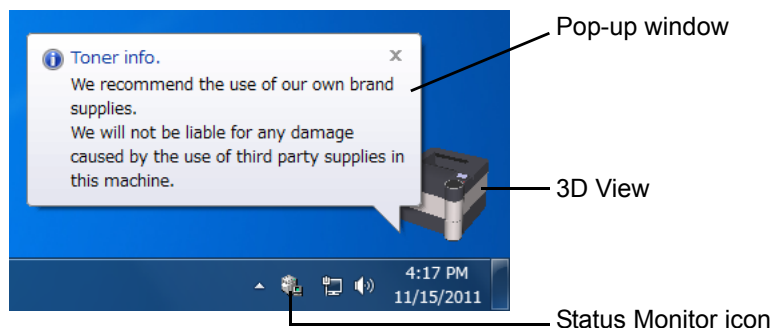 Pop-up window
Toner info.
We recommend the use of our own brand
supplies.
We will not be liable for any damage
caused by the use of third party supplies in
this machine.
3D View
4:17 PM
11/15/2011
Status Monitor icon